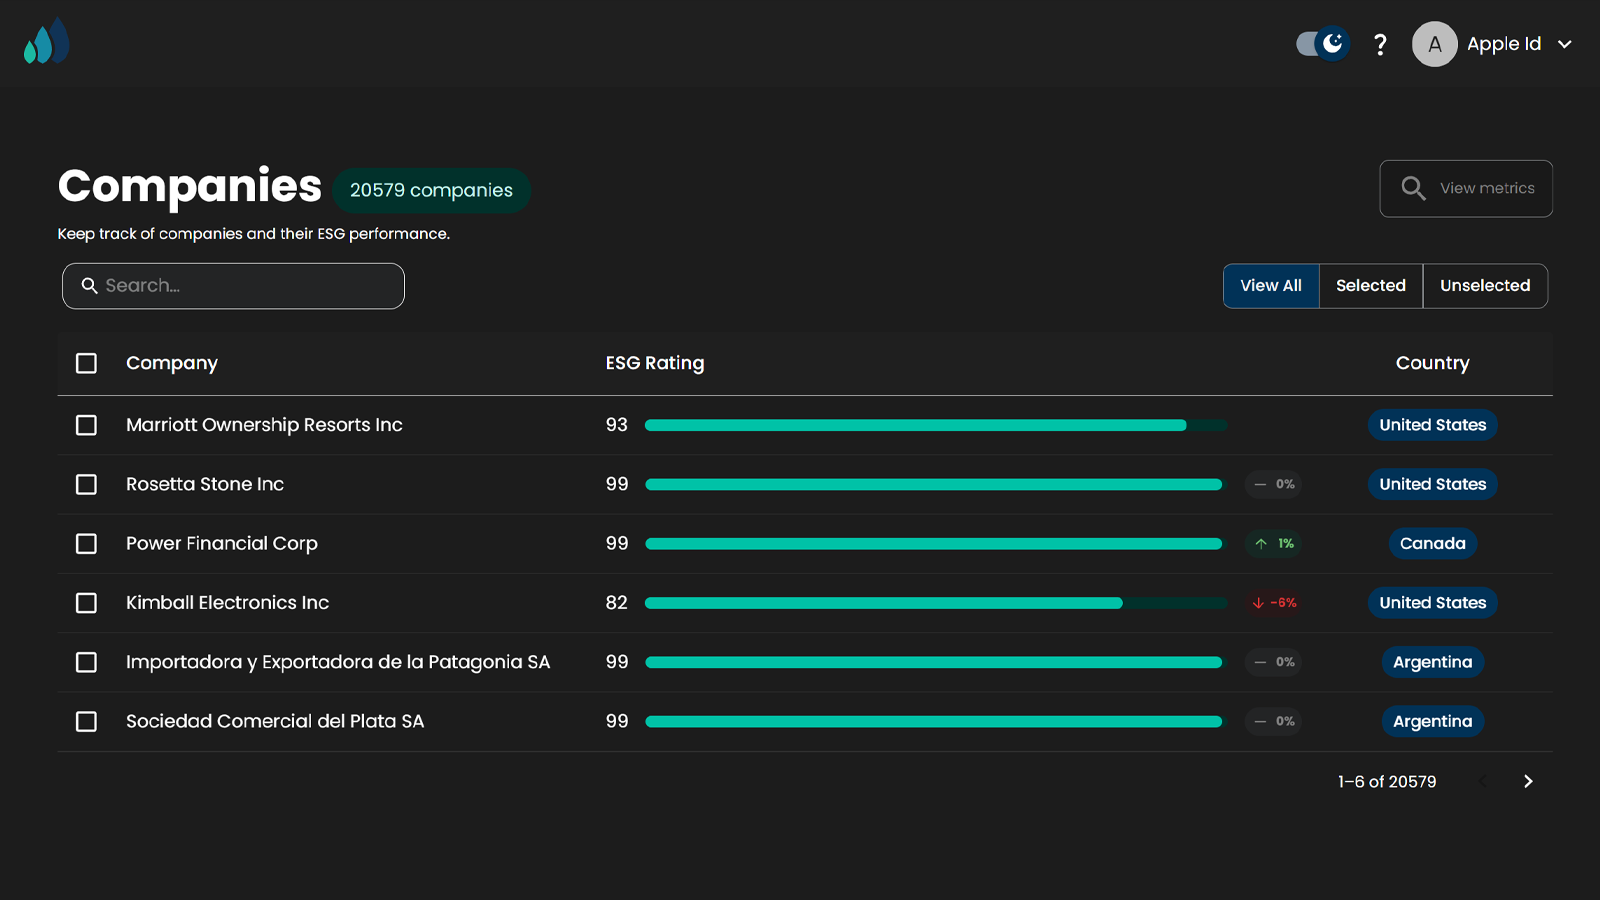 ? A Apple Id
Companies 20579 companies
View metrics
Keep track of companies and their ESG performance.
Search...
View All Selected Unselected
Company ESG Rating Country
Marriott Ownership Resorts Inc 93 United States
Rosetta Stone Inc 99 — 0% United States
Power Financial Corp 99 ↑ 1% Canada
Kimball Electronics Inc 82 ↓ -6% United States
Importadora y Exportadora de la Patagonia SA 99 — 0% Argentina
Sociedad Comercial del Plata SA 99 — 0% Argentina
1–6 of 20579